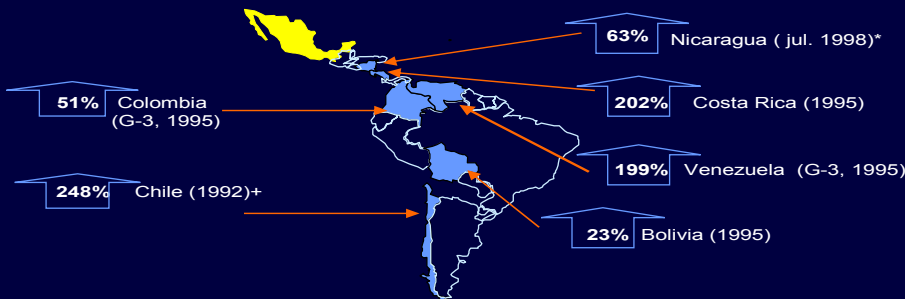 63% Nicaragua ( jul. 1998)*
51% Colombia
(G-3, 1995)
202% Costa Rica (1995)
199% Venezuela (G-3, 1995)
248% Chile (1992)+
23% Bolivia (1995)